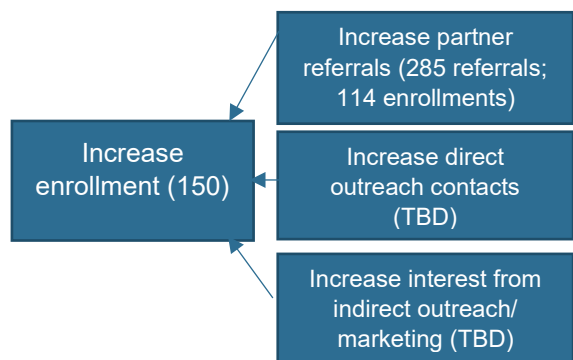 Increase partner
referrals (285 referrals;
114 enrollments)
Increase
enrollment (150)
Increase direct
outreach contacts
(TBD)
Increase interest from
indirect outreach/
marketing (TBD)